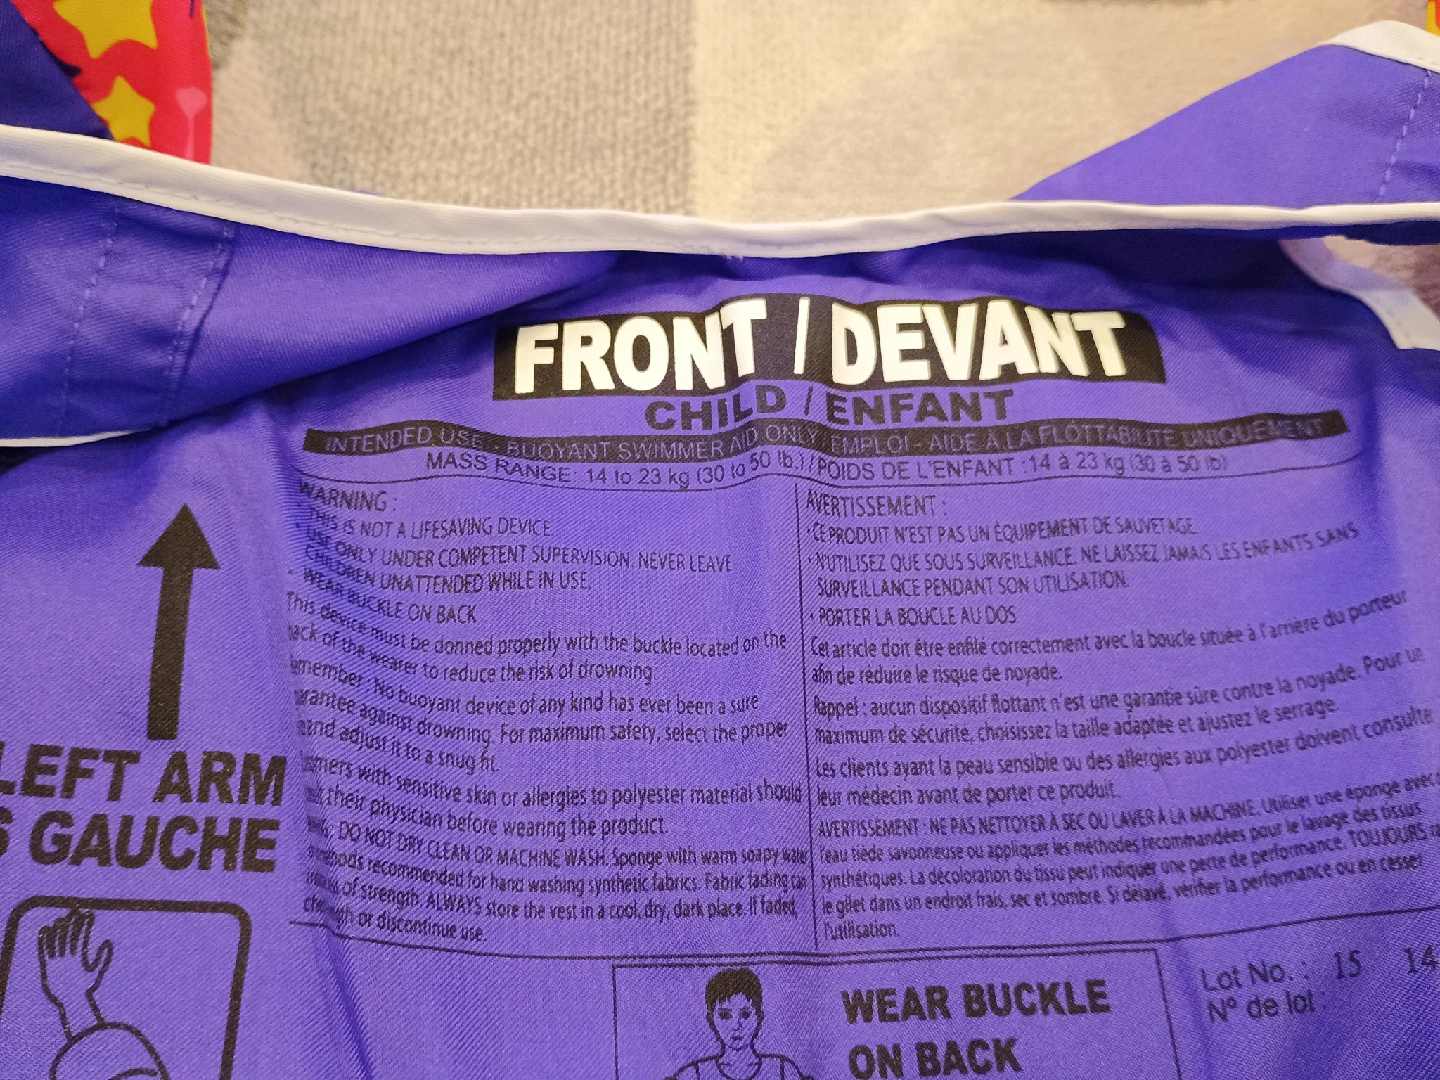 FRONT / DEVANT
CHILD / ENFANT
INTENDED USE - BUOYANT SWIMMER AID ONLY / EMPLOI - AIDE À LA FLOTTABILITÉ UNIQUEMENT
MASS RANGE: 14 to 23 kg (30 to 50 lb.) / POIDS DE L'ENFANT :14 à 23 kg (30 à 50 lb)
WARNING :
THIS IS NOT A LIFESAVING DEVICE
• USE ONLY UNDER COMPETENT SUPERVISION. NEVER LEAVE
CHILDREN UNATTENDED WHILE IN USE.
• WEAR BUCKLE ON BACK
This device must be donned properly with the buckle located on the
back of the wearer to reduce the risk of drowning.
No buoyant device of any kind has ever been a sure
against drowning. For maximum safety, select the proper
and adjust it to a snug fit.
with sensitive skin or allergies to polyester material should
their physician before wearing the product.
DO NOT DRY CLEAN OR MACHINE WASH. Sponge with warm soapy water
recommended for hand washing synthetic fabrics. Fabric fading can
of strength. ALWAYS store the vest in a cool, dry, dark place. If faded,
or discontinue use.
AVERTISSEMENT :
• CE PRODUIT N'EST PAS UN ÉQUIPEMENT DE SAUVETAGE
• N'UTILISEZ QUE SOUS SURVEILLANCE. NE LAISSEZ JAMAIS LES ENFANTS SANS
SURVEILLANCE PENDANT SON UTILISATION.
• PORTER LA BOUCLE AU DOS
Cet article doit être enfilé correctement avec la boucle située à l'arrière du porteur
afin de réduire le risque de noyade.
Rappel : aucun dispositif flottant n'est une garantie sûre contre la noyade. Pour un
maximum de sécurité, choisissez la taille adaptée et ajustez le serrage.
Les clients ayant la peau sensible ou des allergies aux polyester doivent consulte
leur medecin avant de porter ce produit.
AVERTISSEMENT : NE PAS NETTOYER À SEC OU LAVER À LA MACHINE. Utiliser une éponge avec
l'eau tiède savonneuse ou appliquer les méthodes recommandées pour le lavage des tissus
synthétiques. La décoloration du tissu peut indiquer une perte de performance. TOUJOURS
le gilet dans un endroit frais, sec et sombre. Si délavé, vérifier la performance ou en cesser
l'utilisation.
LEFT ARM
GAUCHE
WEAR BUCKLE
ON BACK
Lot No. : 15 14
Nº de lot :